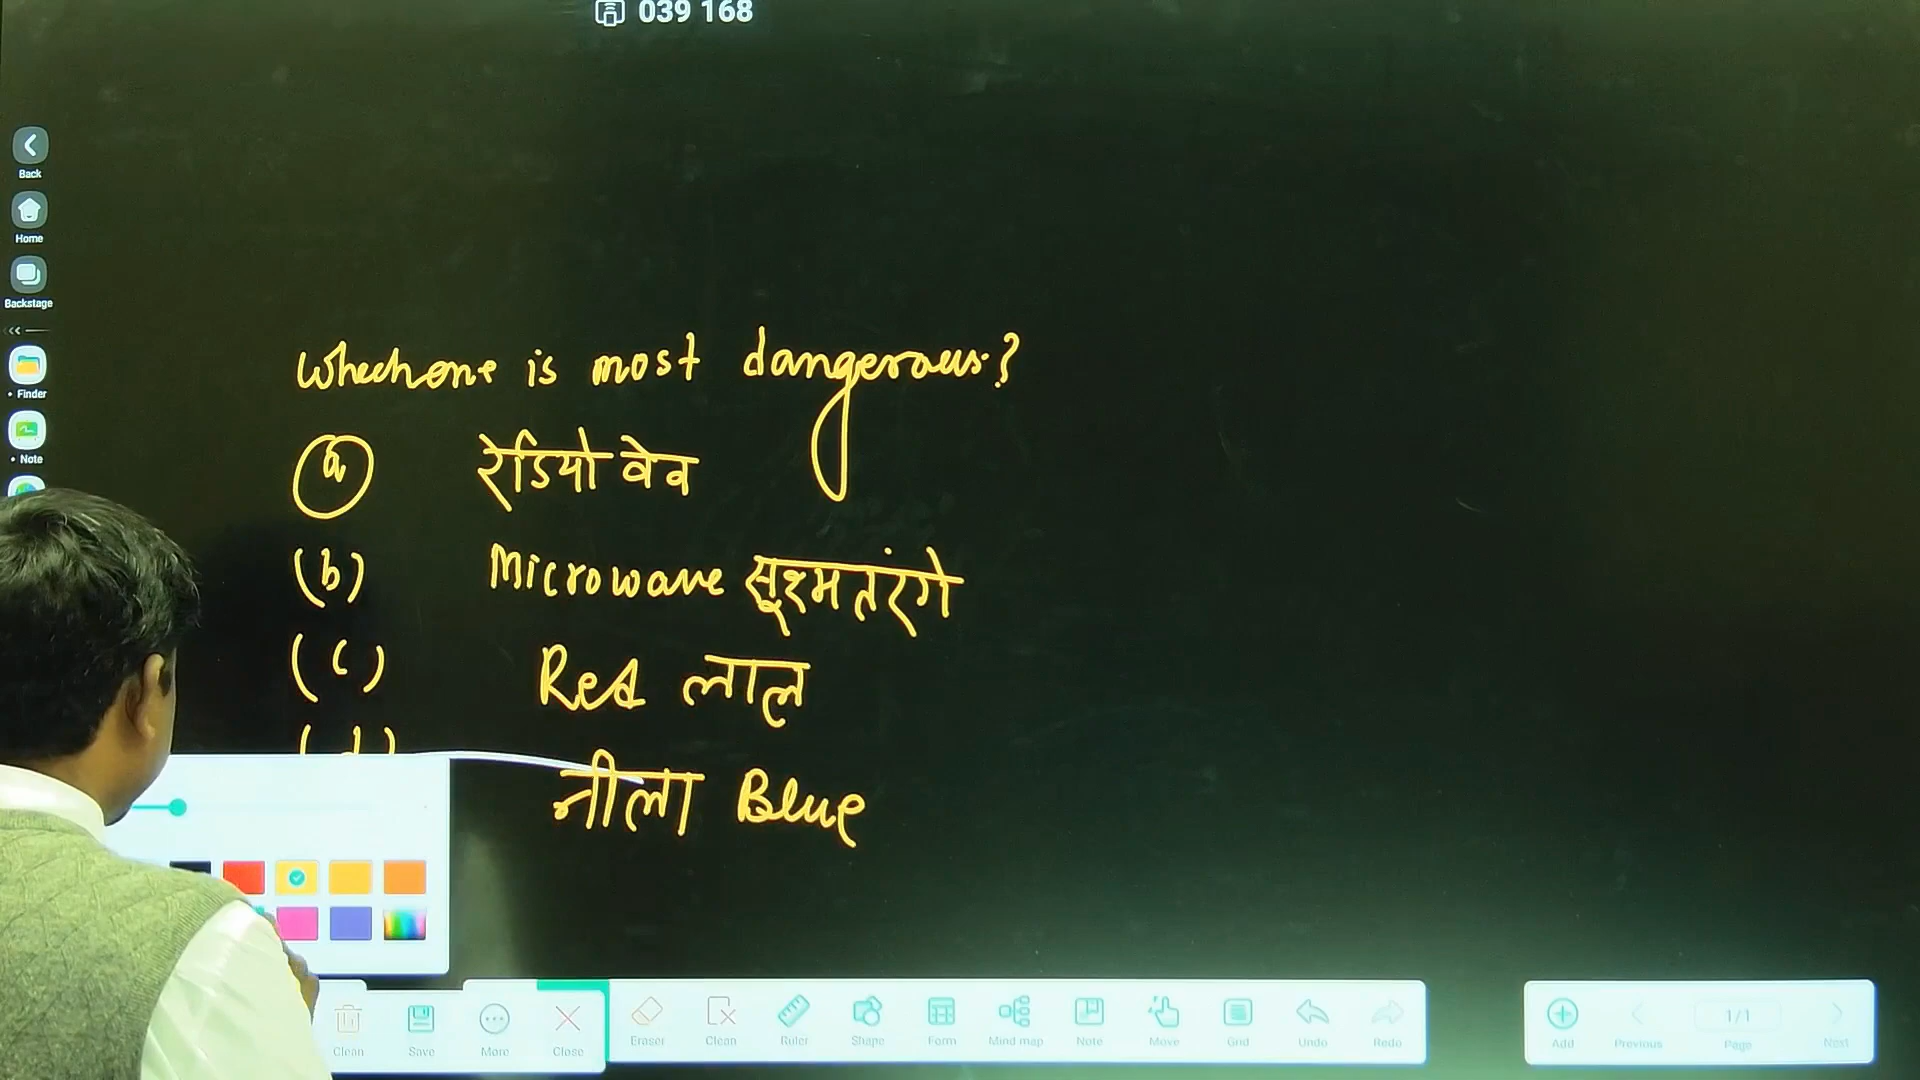 039 168
Back
Home
Backstage
Finder
Note
Whichone is most dangerous?
(a) रेडियो वेव
(b) Microwave सूक्ष्म तरंगे
(c) Red लाल
(d) नीला Blue
Clean Save More Close Eraser Clean Ruler Shape Form Mind map Note Move Grid Undo Redo Add Previous 1/1 Page Next